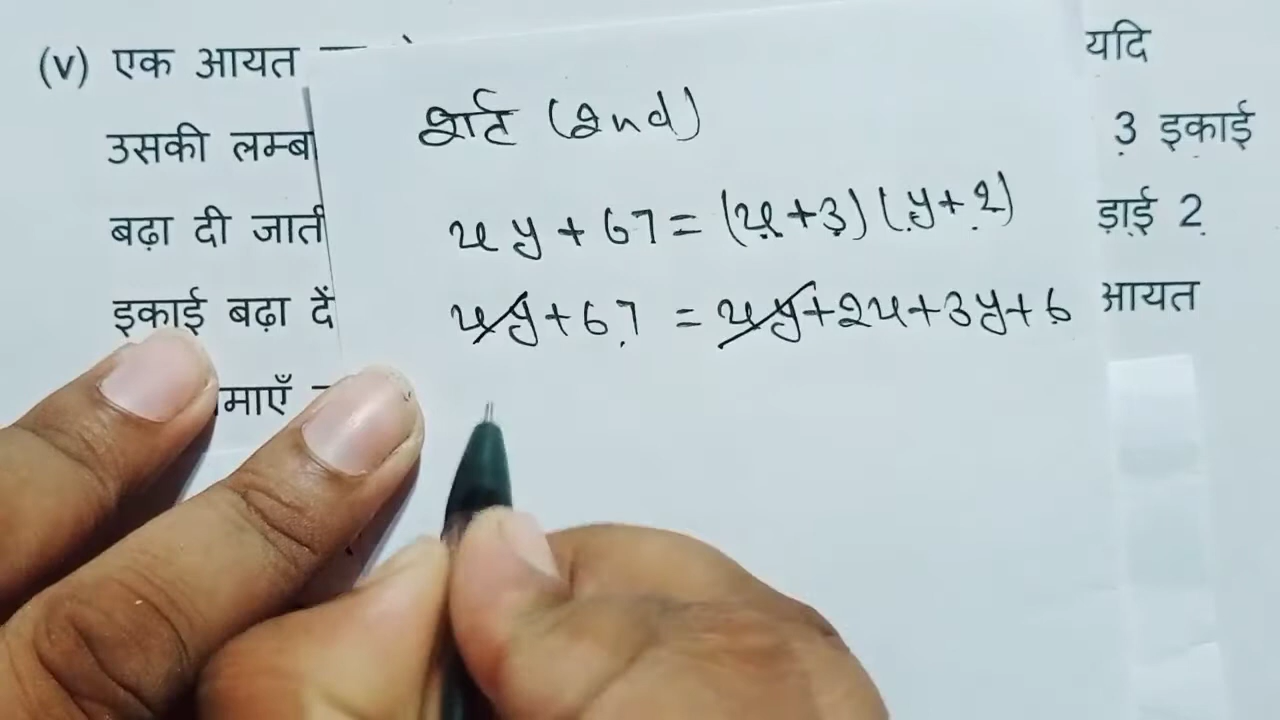 (v) एक आयत
यदि
उसकी लम्ब
3 इकाई
बढ़ा दी जाती
ड़ाई 2
इकाई बढ़ा दें
आयत
माएँ
शर्त (2nd)
xy + 67 = (x+3)(y+2)
xy+67 = xy+2x+3y+6